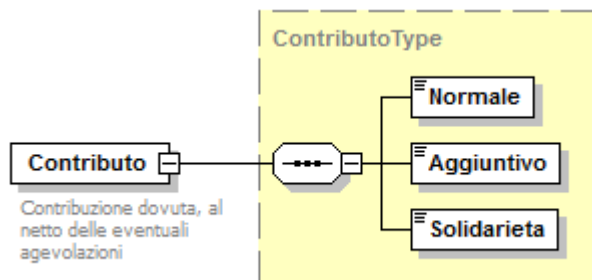 ContributoType
Normale
Contributo
Aggiuntivo
Contribuzione dovuta, al
netto delle eventuali
agevolazioni
Solidarieta